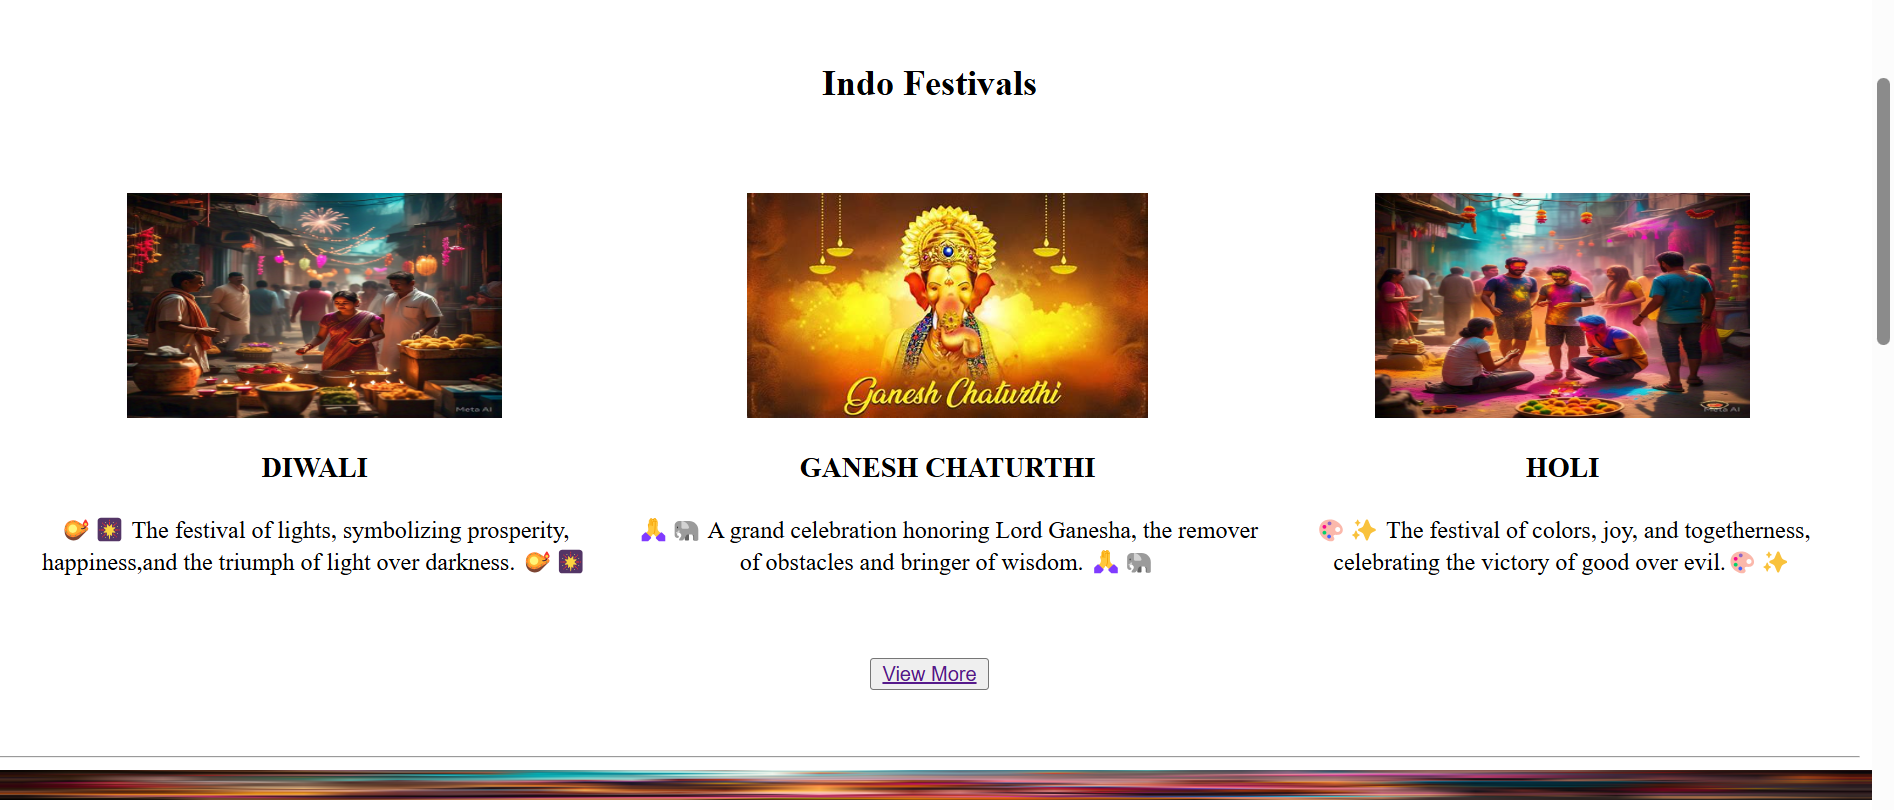 Indo Festivals
Meta AI
Ganesh Chaturthi
Meta AI
DIWALI
🪔 🎇 The festival of lights, symbolizing prosperity,
happiness,and the triumph of light over darkness. 🪔 🎇
GANESH CHATURTHI
🙏 🐘 A grand celebration honoring Lord Ganesha, the remover
of obstacles and bringer of wisdom. 🙏 🐘
HOLI
🎨 ✨ The festival of colors, joy, and togetherness,
celebrating the victory of good over evil.🎨 ✨
View More